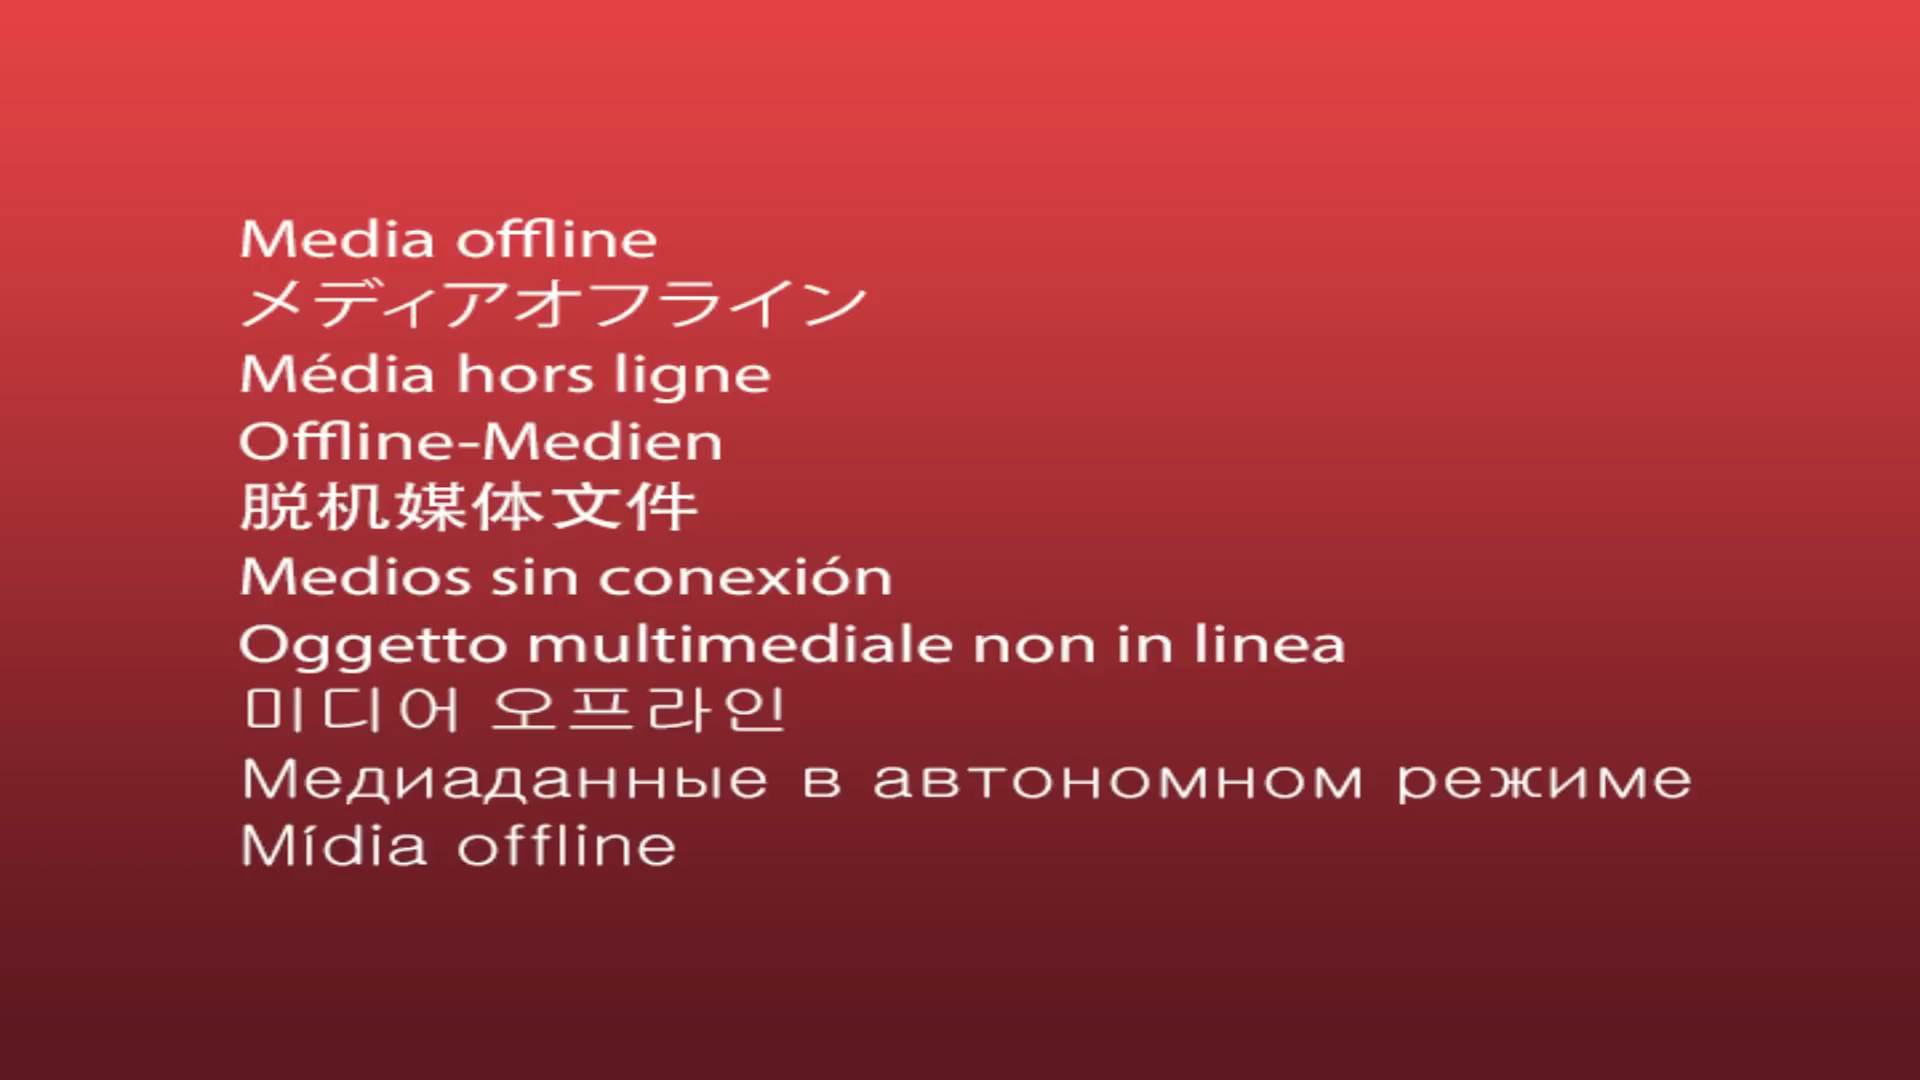 Media offline
メディアオフライン
Média hors ligne
Offline-Medien
脱机媒体文件
Medios sin conexión
Oggetto multimediale non in linea
미디어 오프라인
Медиаданные в автономном режиме
Mídia offline